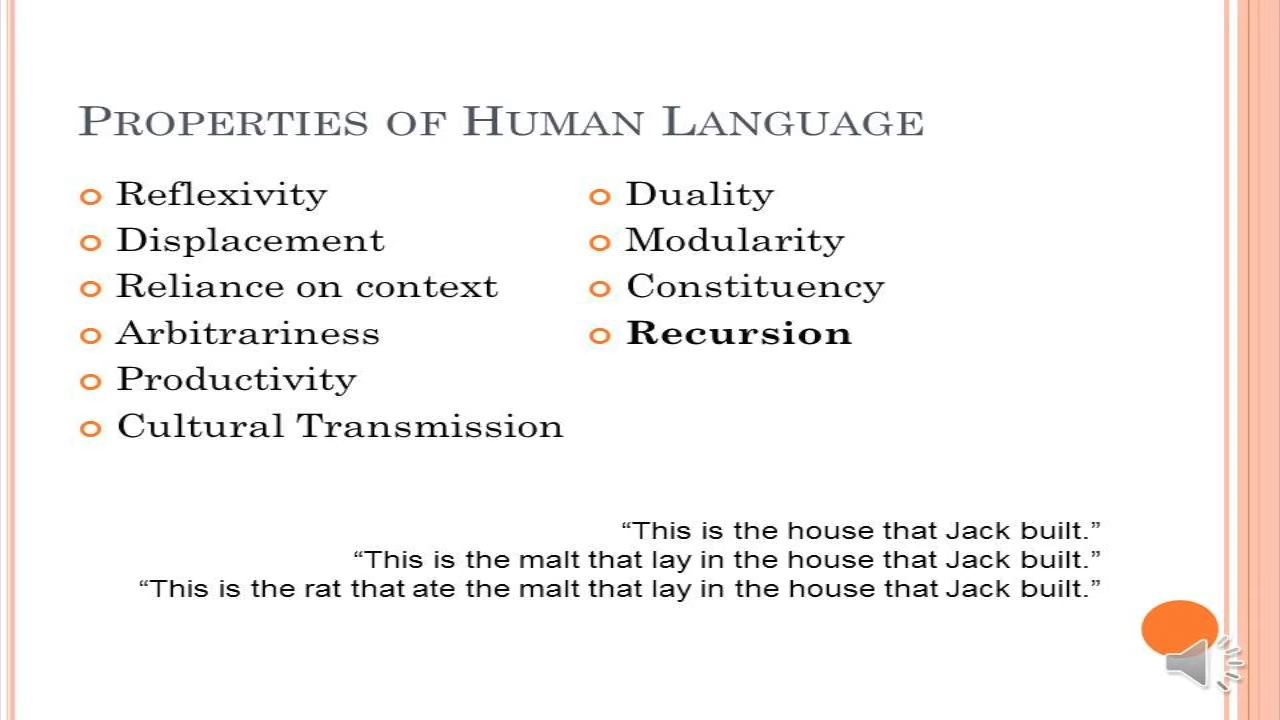 Properties of Human Language
Reflexivity
Displacement
Reliance on context
Arbitrariness
Productivity
Cultural Transmission
Duality
Modularity
Constituency
Recursion
“This is the house that Jack built.”
“This is the malt that lay in the house that Jack built.”
“This is the rat that ate the malt that lay in the house that Jack built.”